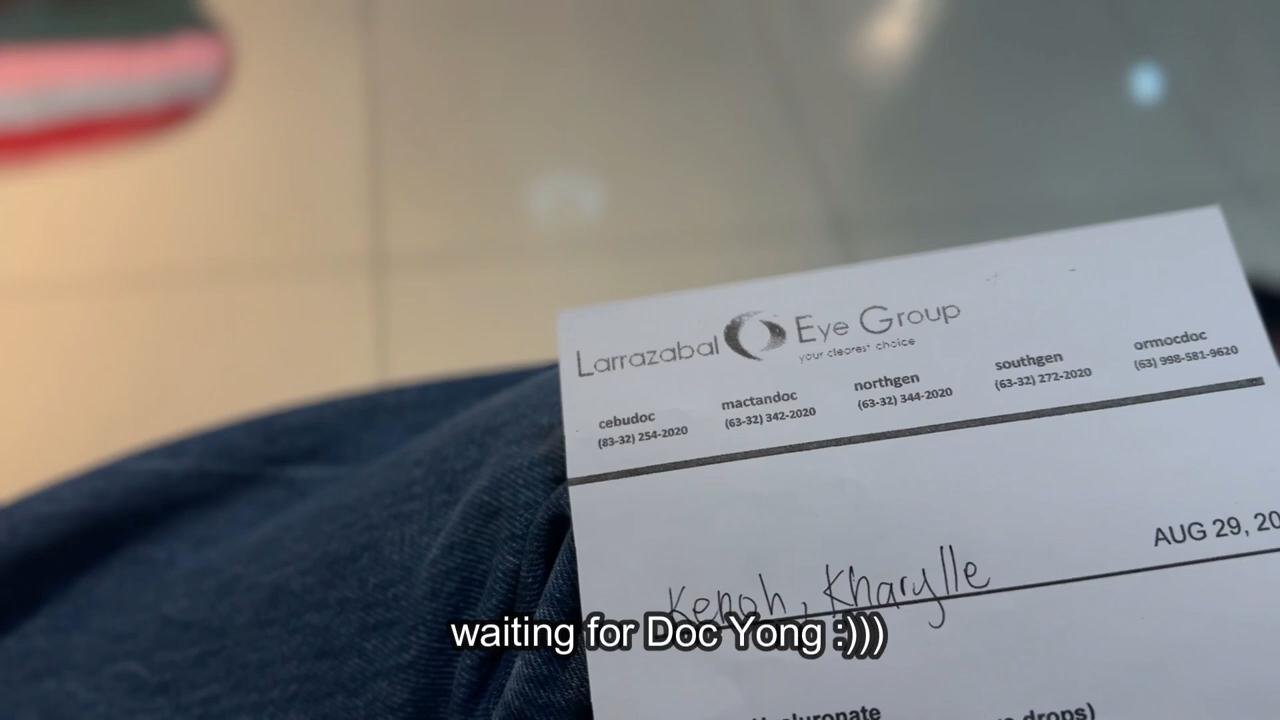 Larrazabal Eye Group
your clearest choice
cebudoc mactandoc northgen southgen ormocdoc
(83-32) 254-2020 (63-32) 342-2020 (63-32) 344-2020 (63-32) 272-2020 (63) 998-581-9620
AUG 29, 20
Kenoh, Kharylle
waiting for Doc Yong :)))
drops)